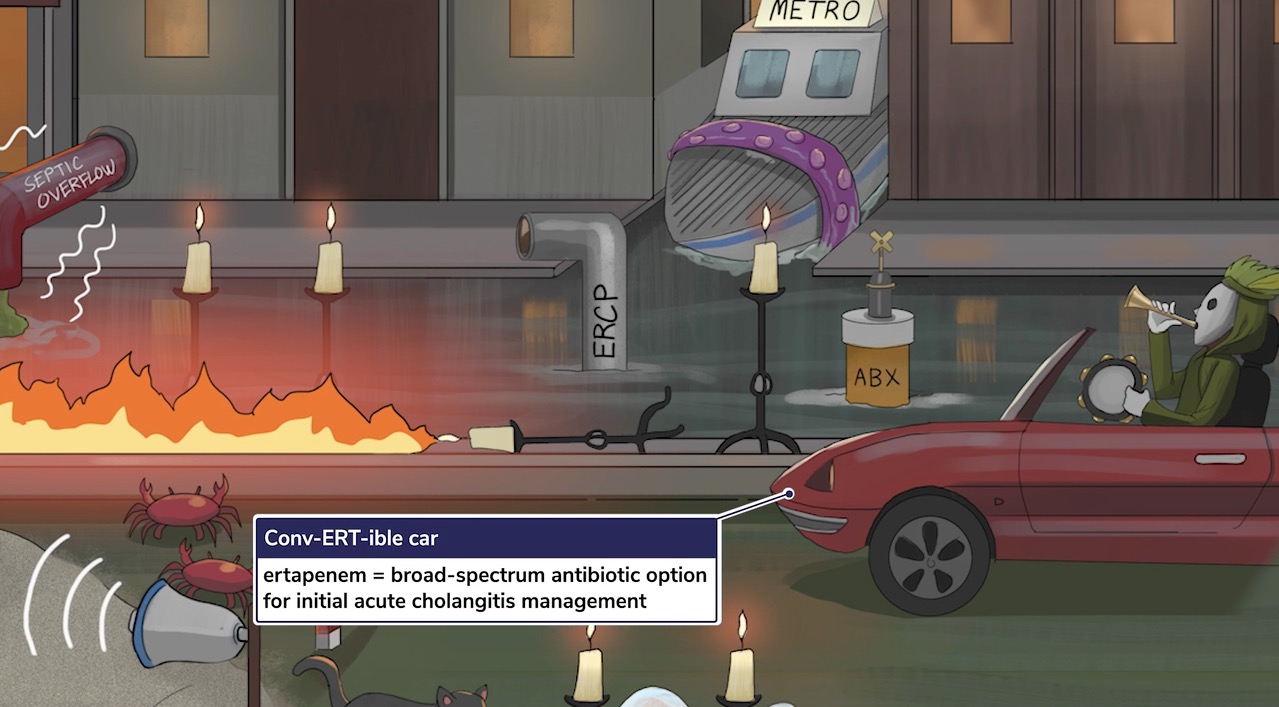 METRO
SEPTIC
OVERFLOW
ERCP
ABX
Conv-ERT-ible car
ertapenem = broad-spectrum antibiotic option
for initial acute cholangitis management